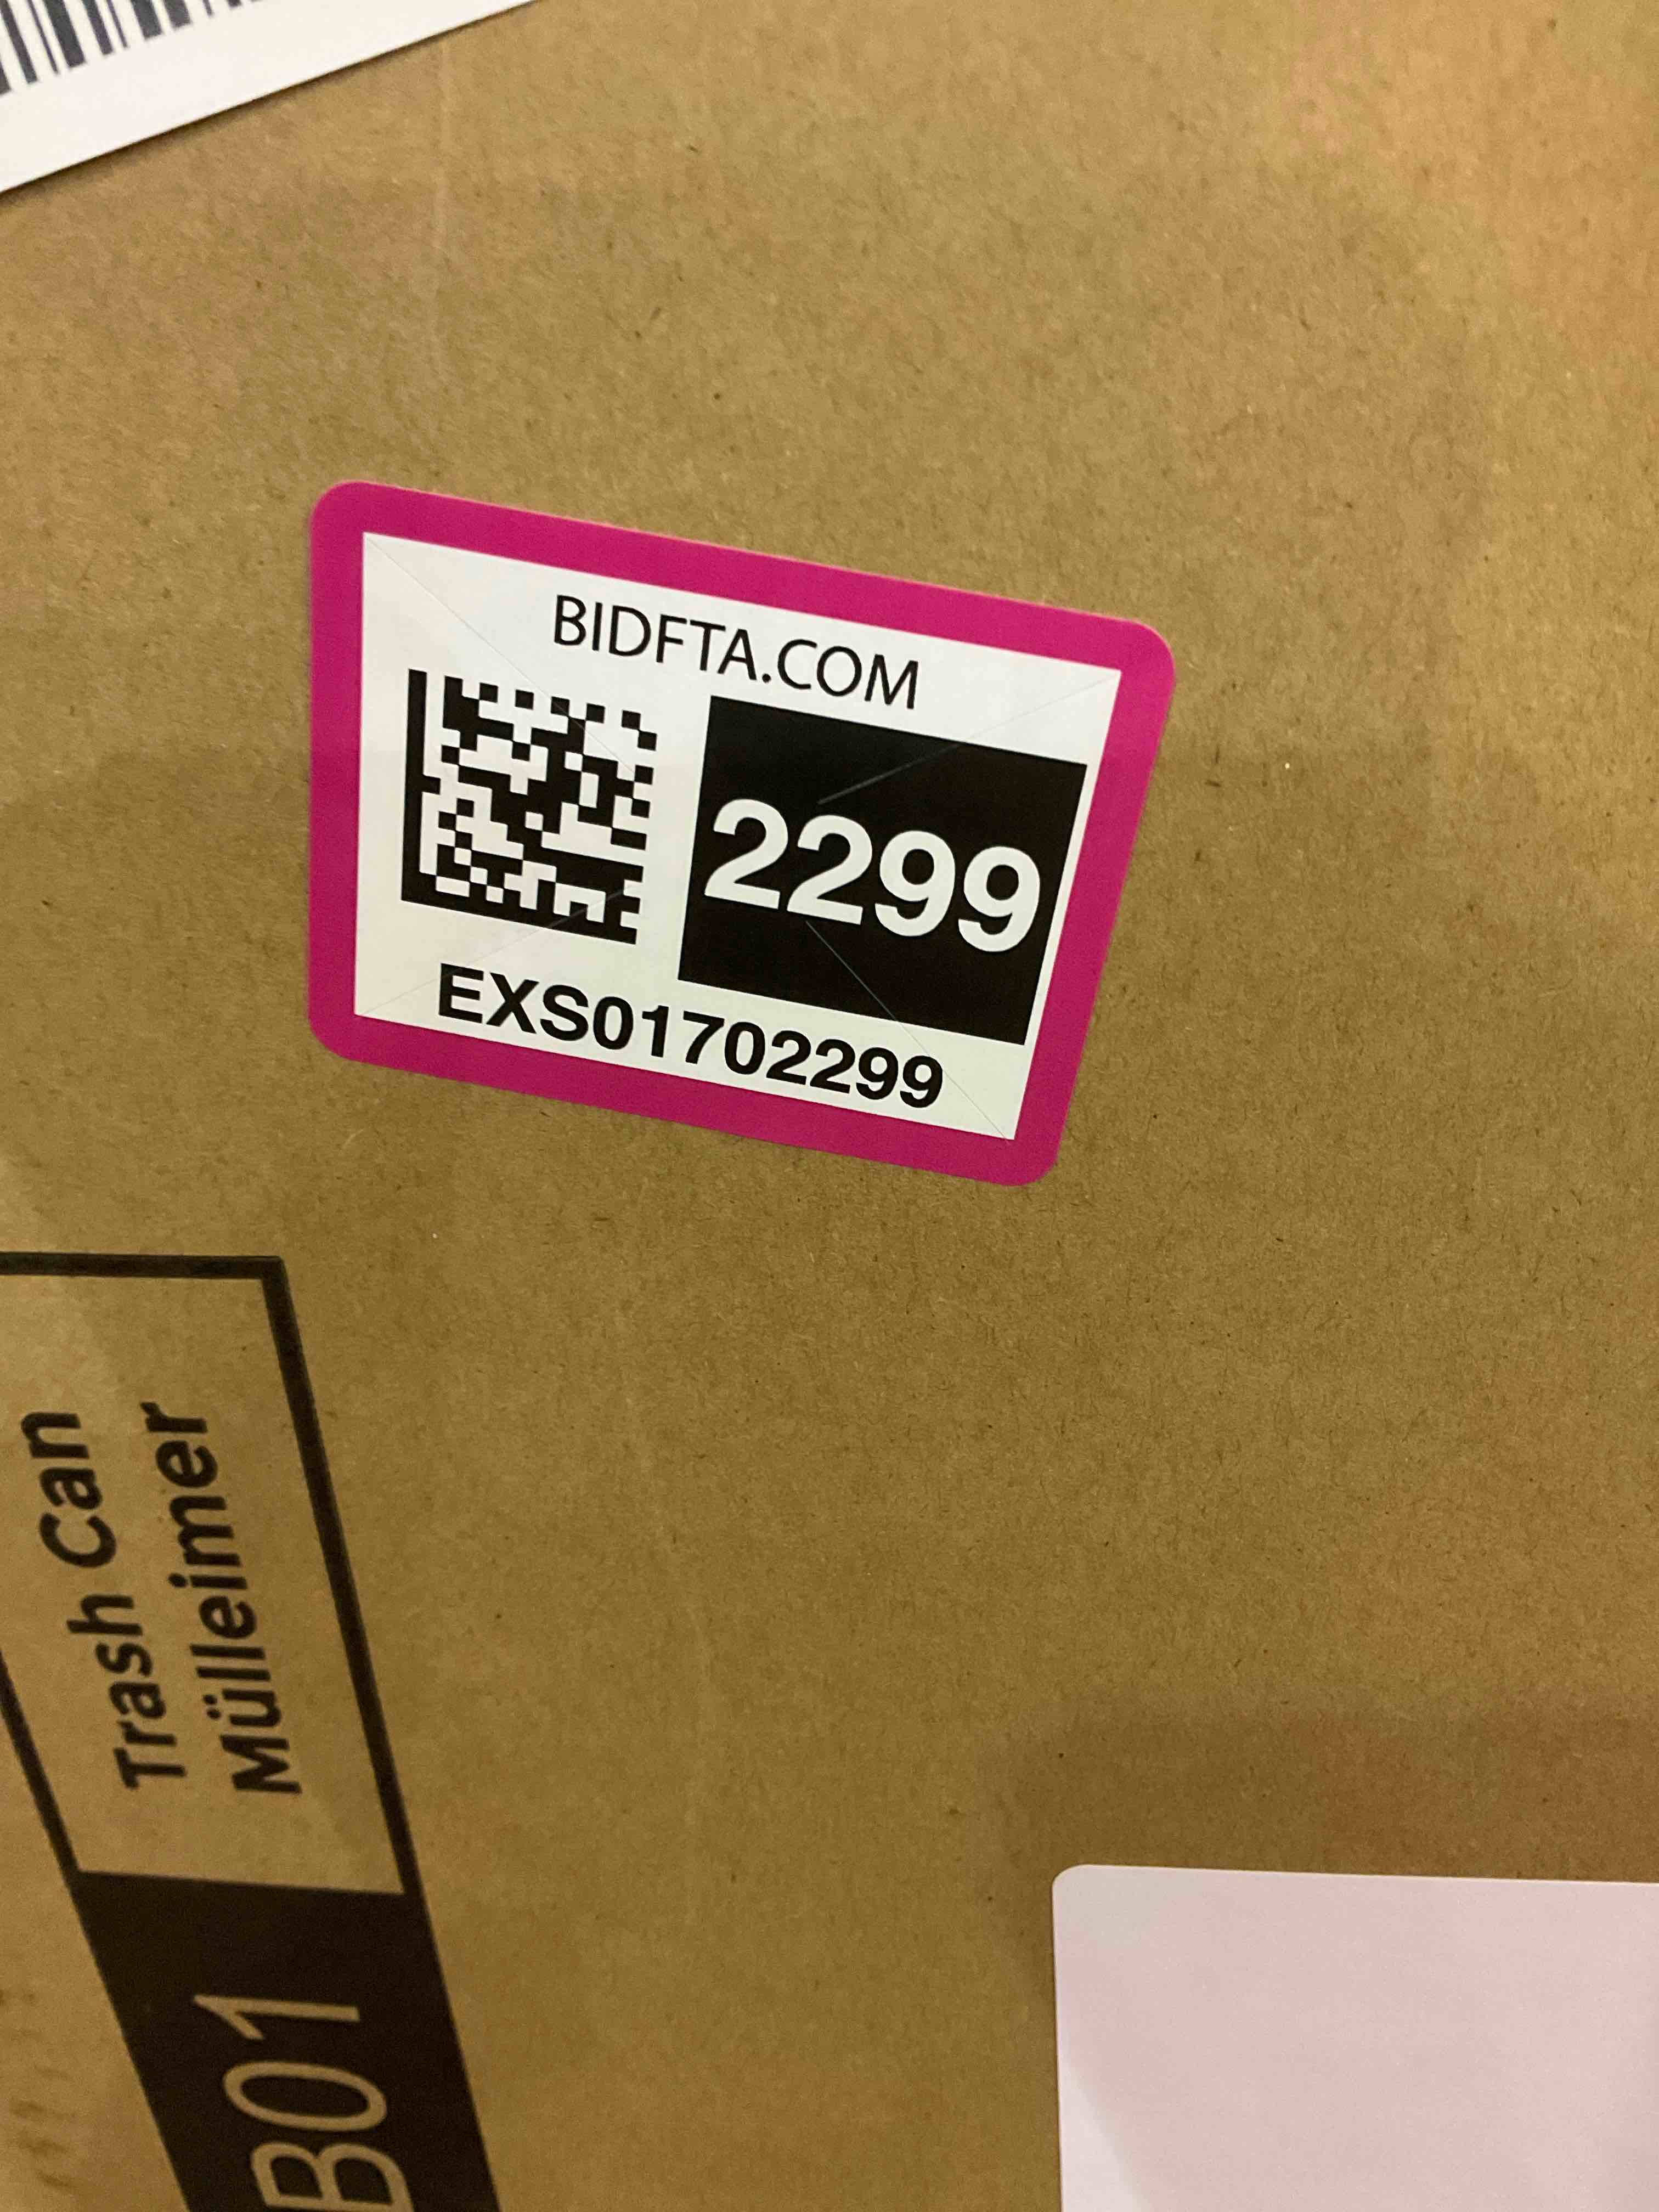 BIDFTA.COM
2299
EXS01702299
Trash Can
Mülleimer
B01